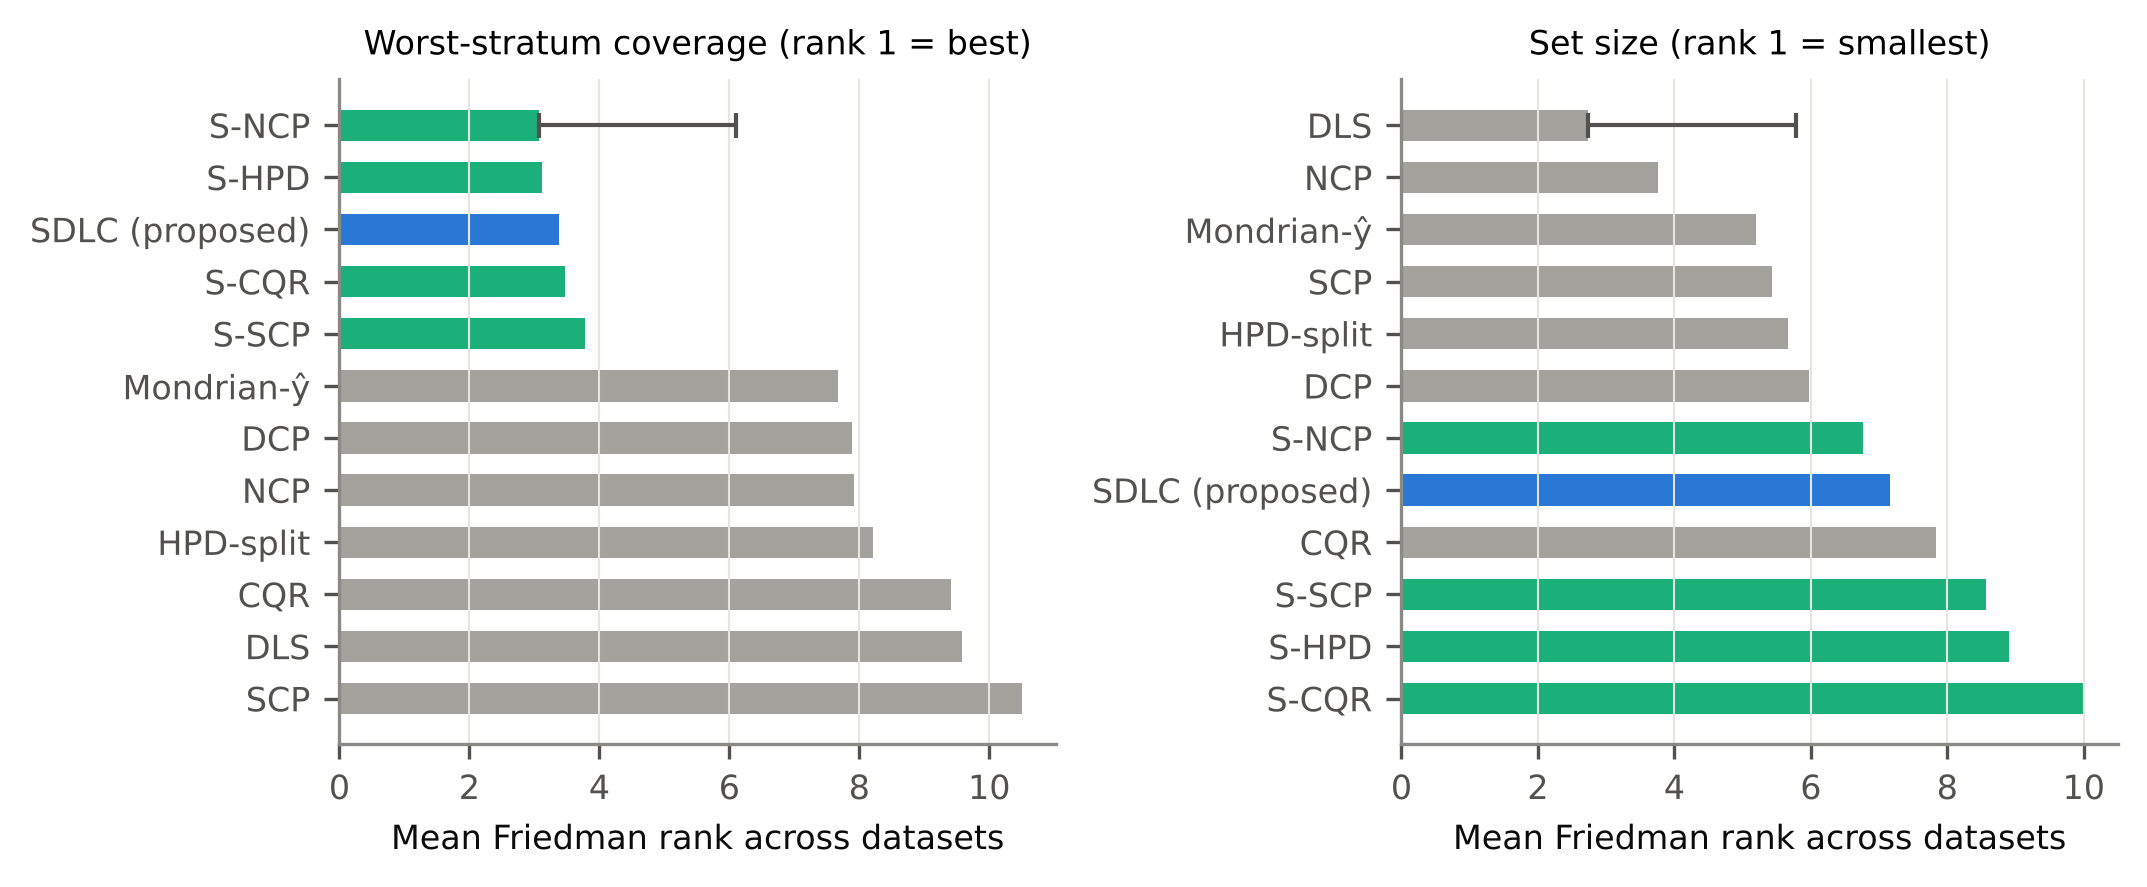 Worst-stratum coverage (rank 1 = best)
S-NCP
S-HPD
SDLC (proposed)
S-CQR
S-SCP
Mondrian-ŷ
DCP
NCP
HPD-split
CQR
DLS
SCP
0 2 4 6 8 10
Mean Friedman rank across datasets
Set size (rank 1 = smallest)
DLS
NCP
Mondrian-ŷ
SCP
HPD-split
DCP
S-NCP
SDLC (proposed)
CQR
S-SCP
S-HPD
S-CQR
0 2 4 6 8 10
Mean Friedman rank across datasets